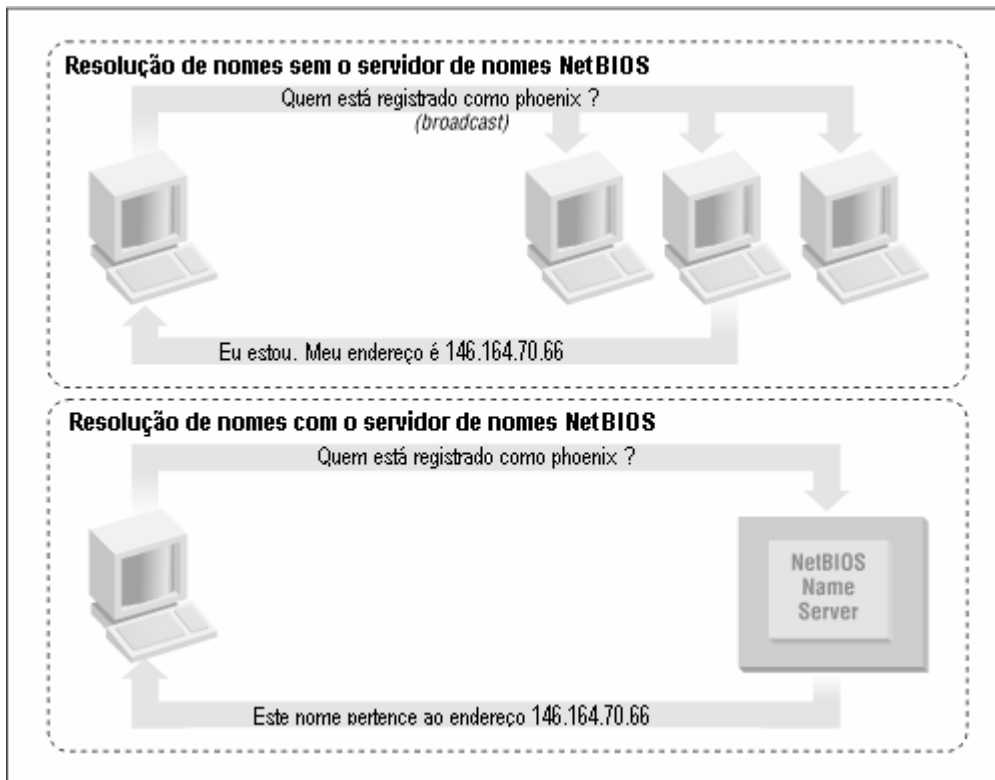 Resolução de nomes sem o servidor de nomes NetBIOS
Quem está registrado como phoenix ?
(broadcast)
Eu estou. Meu endereço é 146.164.70.66
Resolução de nomes com o servidor de nomes NetBIOS
Quem está registrado como phoenix ?
NetBIOS
Name
Server
Este nome pertence ao endereço 146.164.70.66